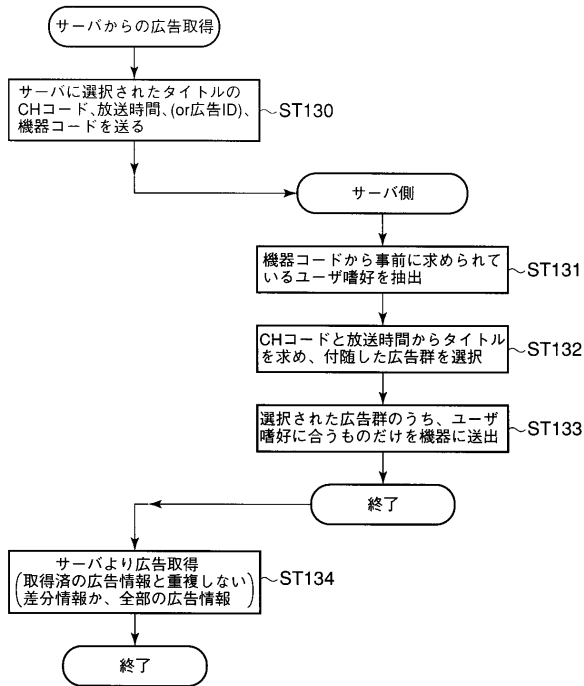 サーバからの広告取得
サーバに選択されたタイトルの
CHコード、放送時間、(or広告ID)、
機器コードを送る
ST130
サーバ側
機器コードから事前に求められて
いるユーザ嗜好を抽出
ST131
CHコードと放送時間からタイトル
を求め、付随した広告群を選択
ST132
選択された広告群のうち、ユーザ
嗜好に合うものだけを機器に送出
ST133
終了
サーバより広告取得
(取得済の広告情報と重複しない
差分情報か、全部の広告情報)
ST134
終了